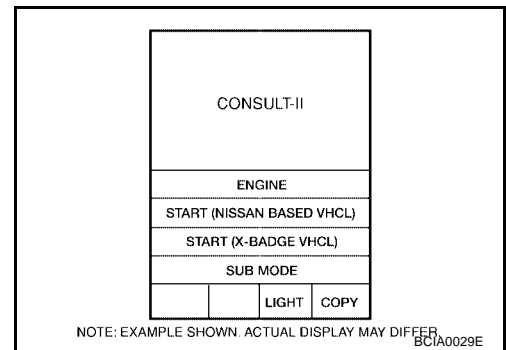 CONSULT-II
ENGINE
START (NISSAN BASED VHCL)
START (X-BADGE VHCL)
SUB MODE
LIGHT COPY
NOTE: EXAMPLE SHOWN. ACTUAL DISPLAY MAY DIFFER.
BCIA0029E